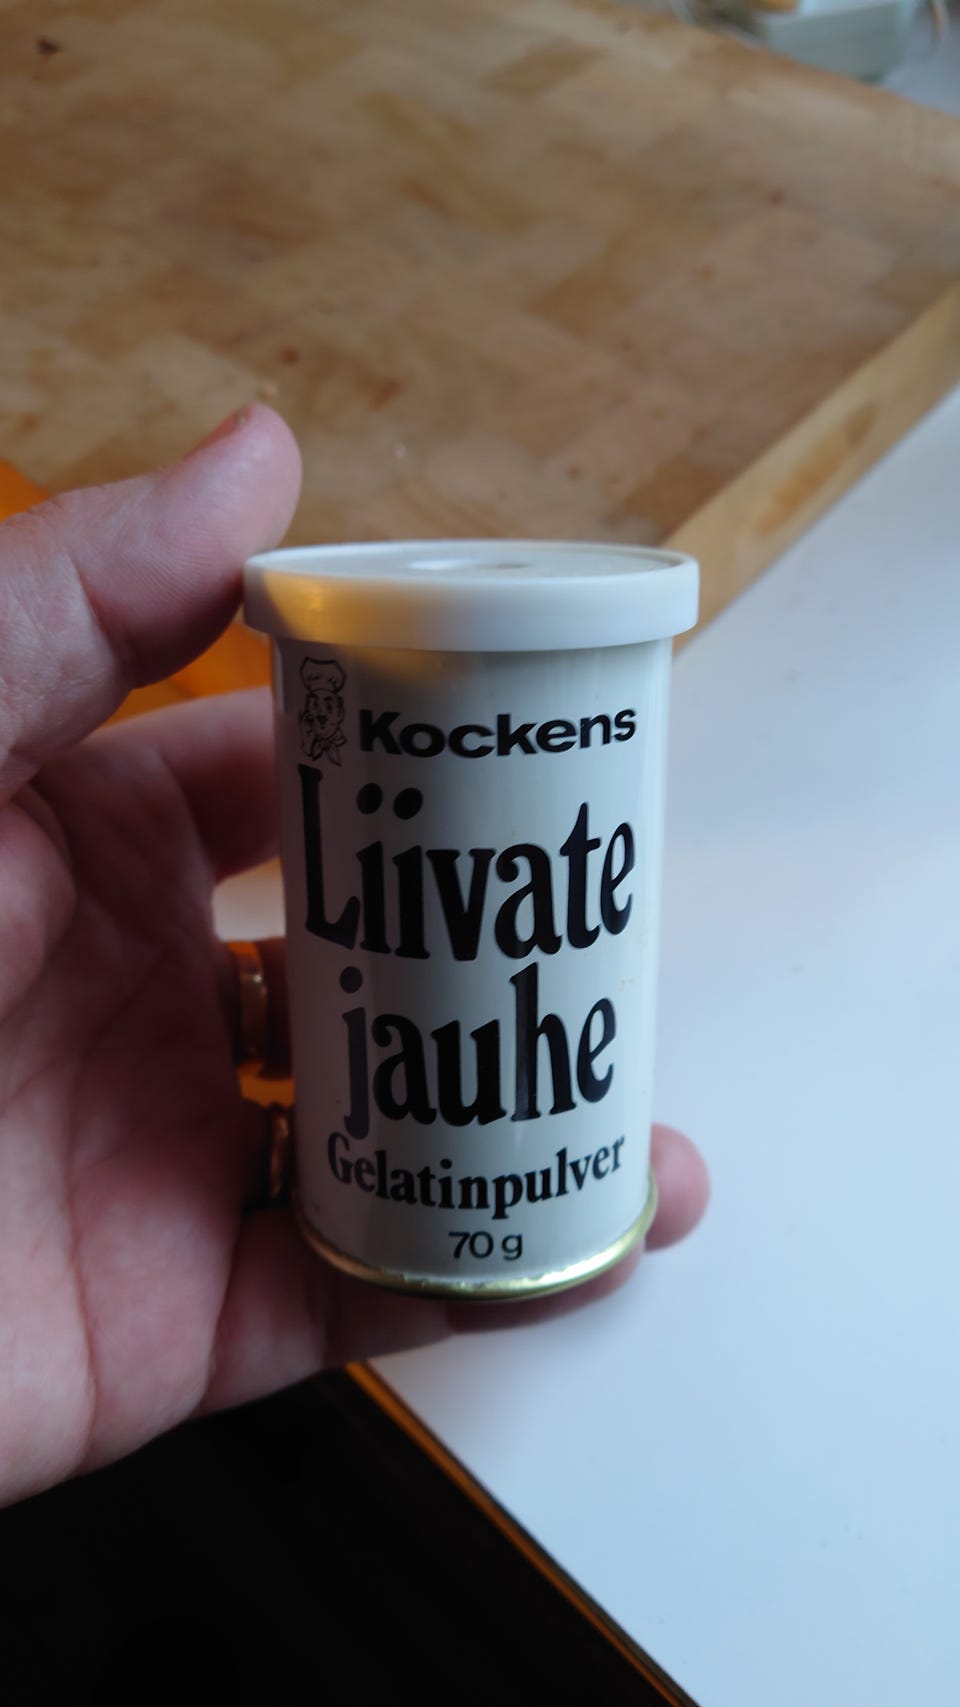 Kockens
Liivate
jauhe
Gelatinpulver
70 g